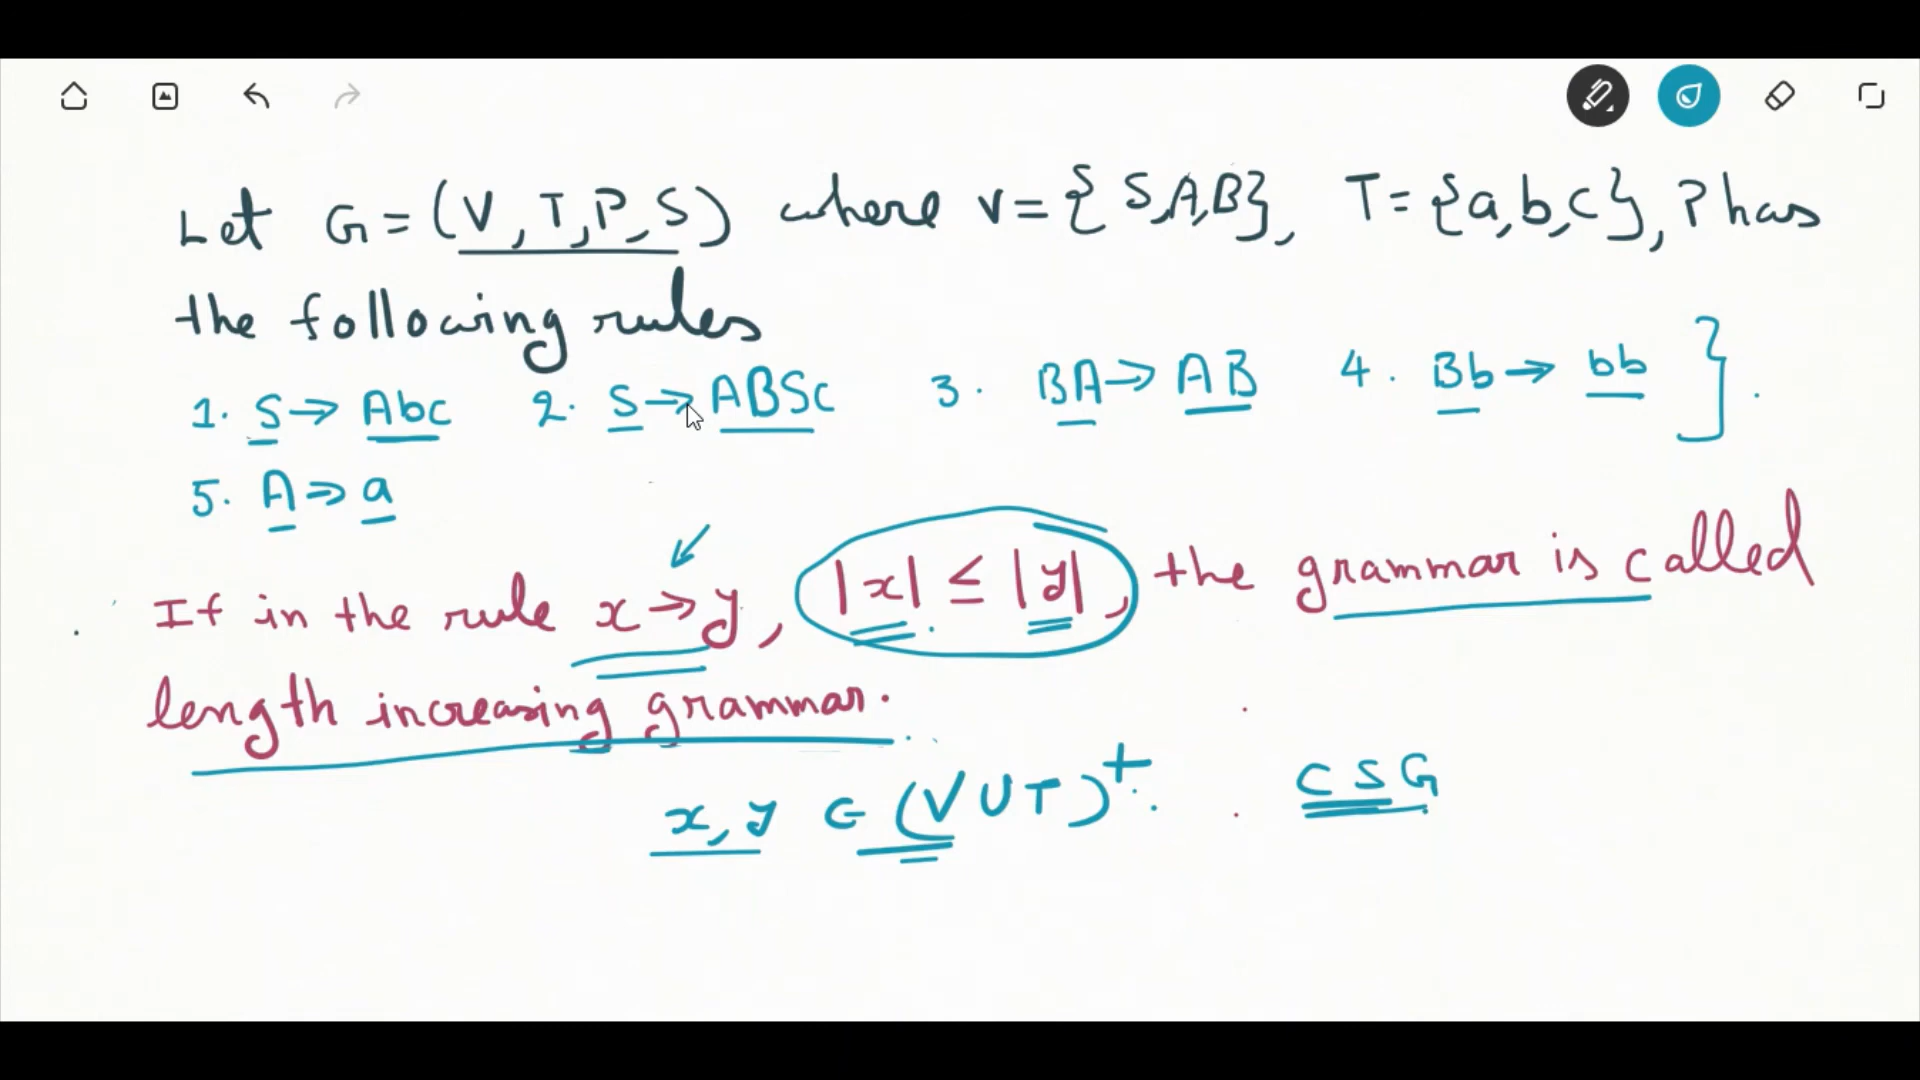 Let G = (V, T, P, S) where V = { S, A, B }, T = { a, b, c }, P has
the following rules
1. S → Abc 2. S → ABSc 3. BA → AB 4. Bb → bb }.
5. A → a
If in the rule x → y, |x| ≤ |y|, the grammar is called
length increasing grammar.
x, y ∈ (V ∪ T)⁺ CSG